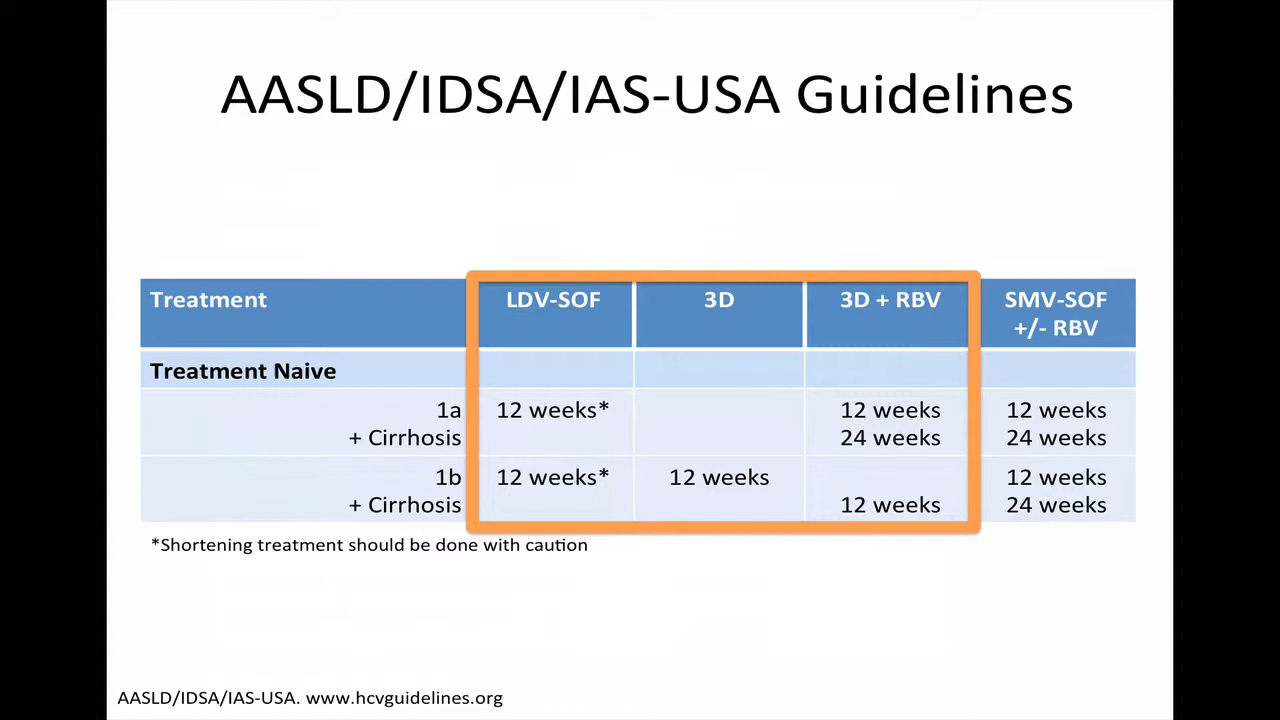 AASLD/IDSA/IAS-USA Guidelines
Treatment LDV-SOF 3D 3D + RBV SMV-SOF
+/- RBV
Treatment Naive
1a 12 weeks* 12 weeks 12 weeks
+ Cirrhosis 24 weeks 24 weeks
1b 12 weeks* 12 weeks 12 weeks
+ Cirrhosis 12 weeks 24 weeks
*Shortening treatment should be done with caution
AASLD/IDSA/IAS-USA. www.hcvguidelines.org